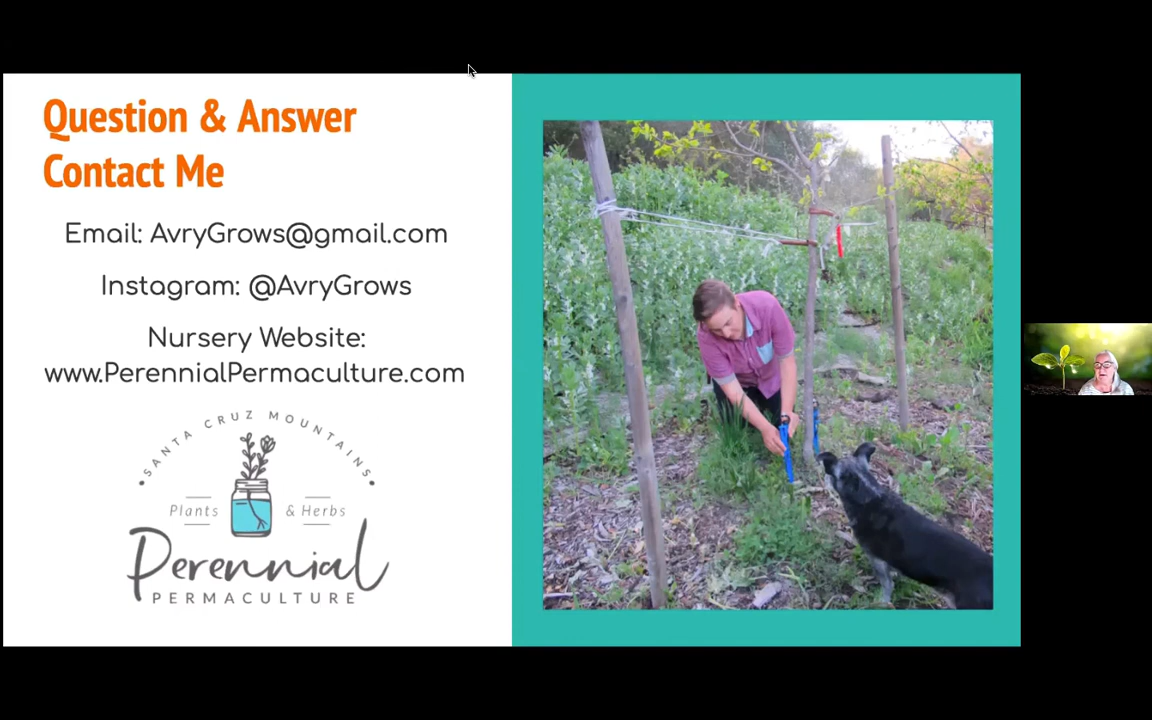 Question & Answer
Contact Me
Email: AvryGrows@gmail.com
Instagram: @AvryGrows
Nursery Website:
www.PerennialPermaculture.com
SANTA CRUZ MOUNTAINS
Plants & Herbs
Perennial
PERMACULTURE